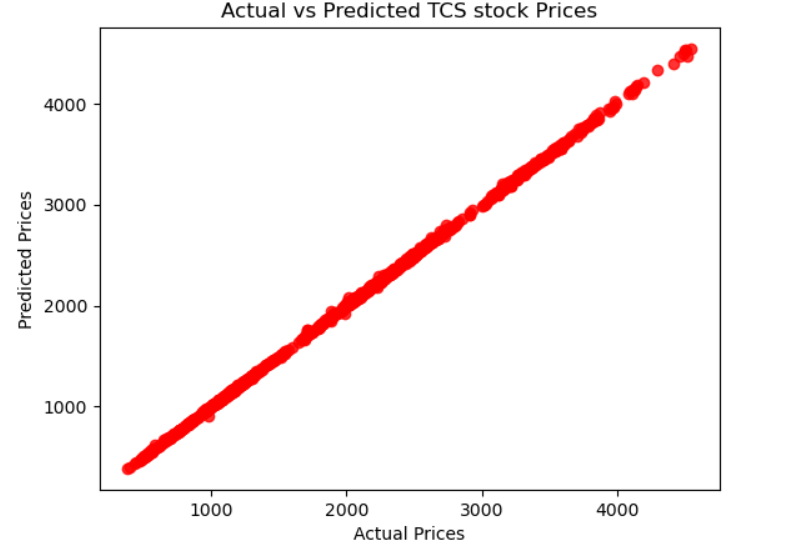 Actual vs Predicted TCS stock Prices
4000
3000
2000
1000
Predicted Prices
1000 2000 3000 4000
Actual Prices